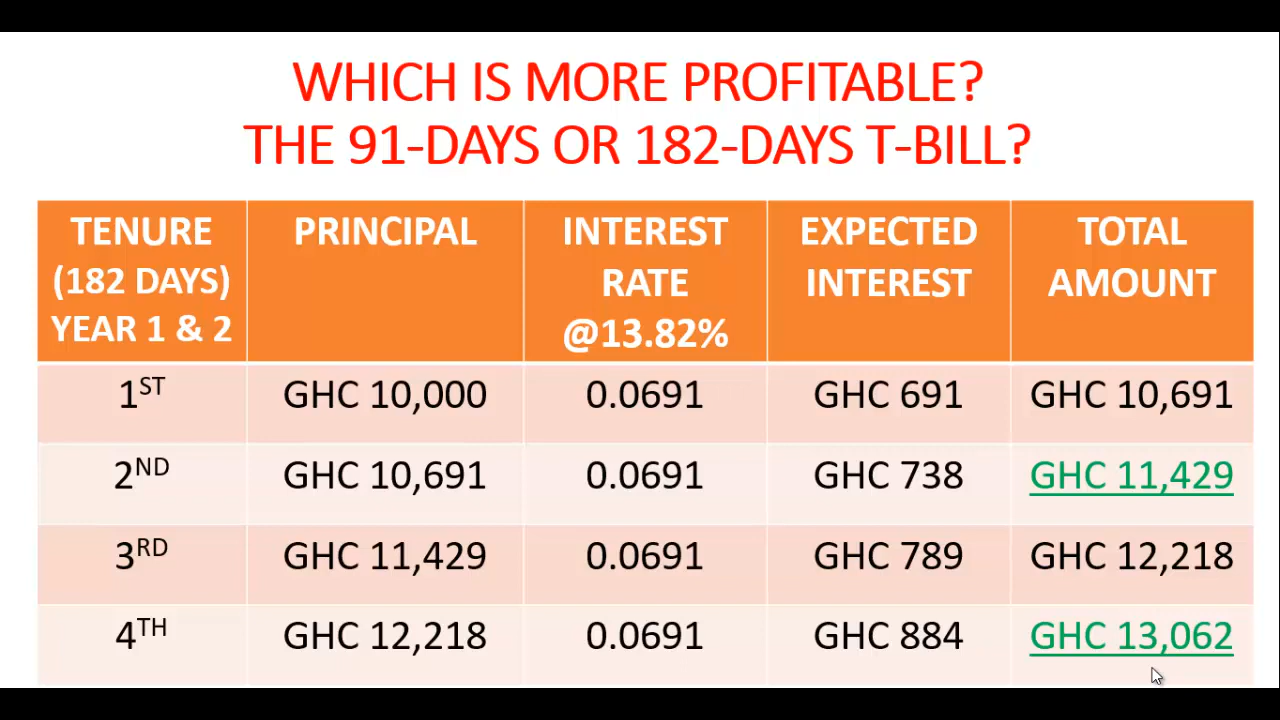 WHICH IS MORE PROFITABLE?
THE 91-DAYS OR 182-DAYS T-BILL?
TENURE (182 DAYS) YEAR 1 & 2 PRINCIPAL INTEREST RATE @13.82% EXPECTED INTEREST TOTAL AMOUNT
1ST GHC 10,000 0.0691 GHC 691 GHC 10,691
2ND GHC 10,691 0.0691 GHC 738 GHC 11,429
3RD GHC 11,429 0.0691 GHC 789 GHC 12,218
4TH GHC 12,218 0.0691 GHC 884 GHC 13,062